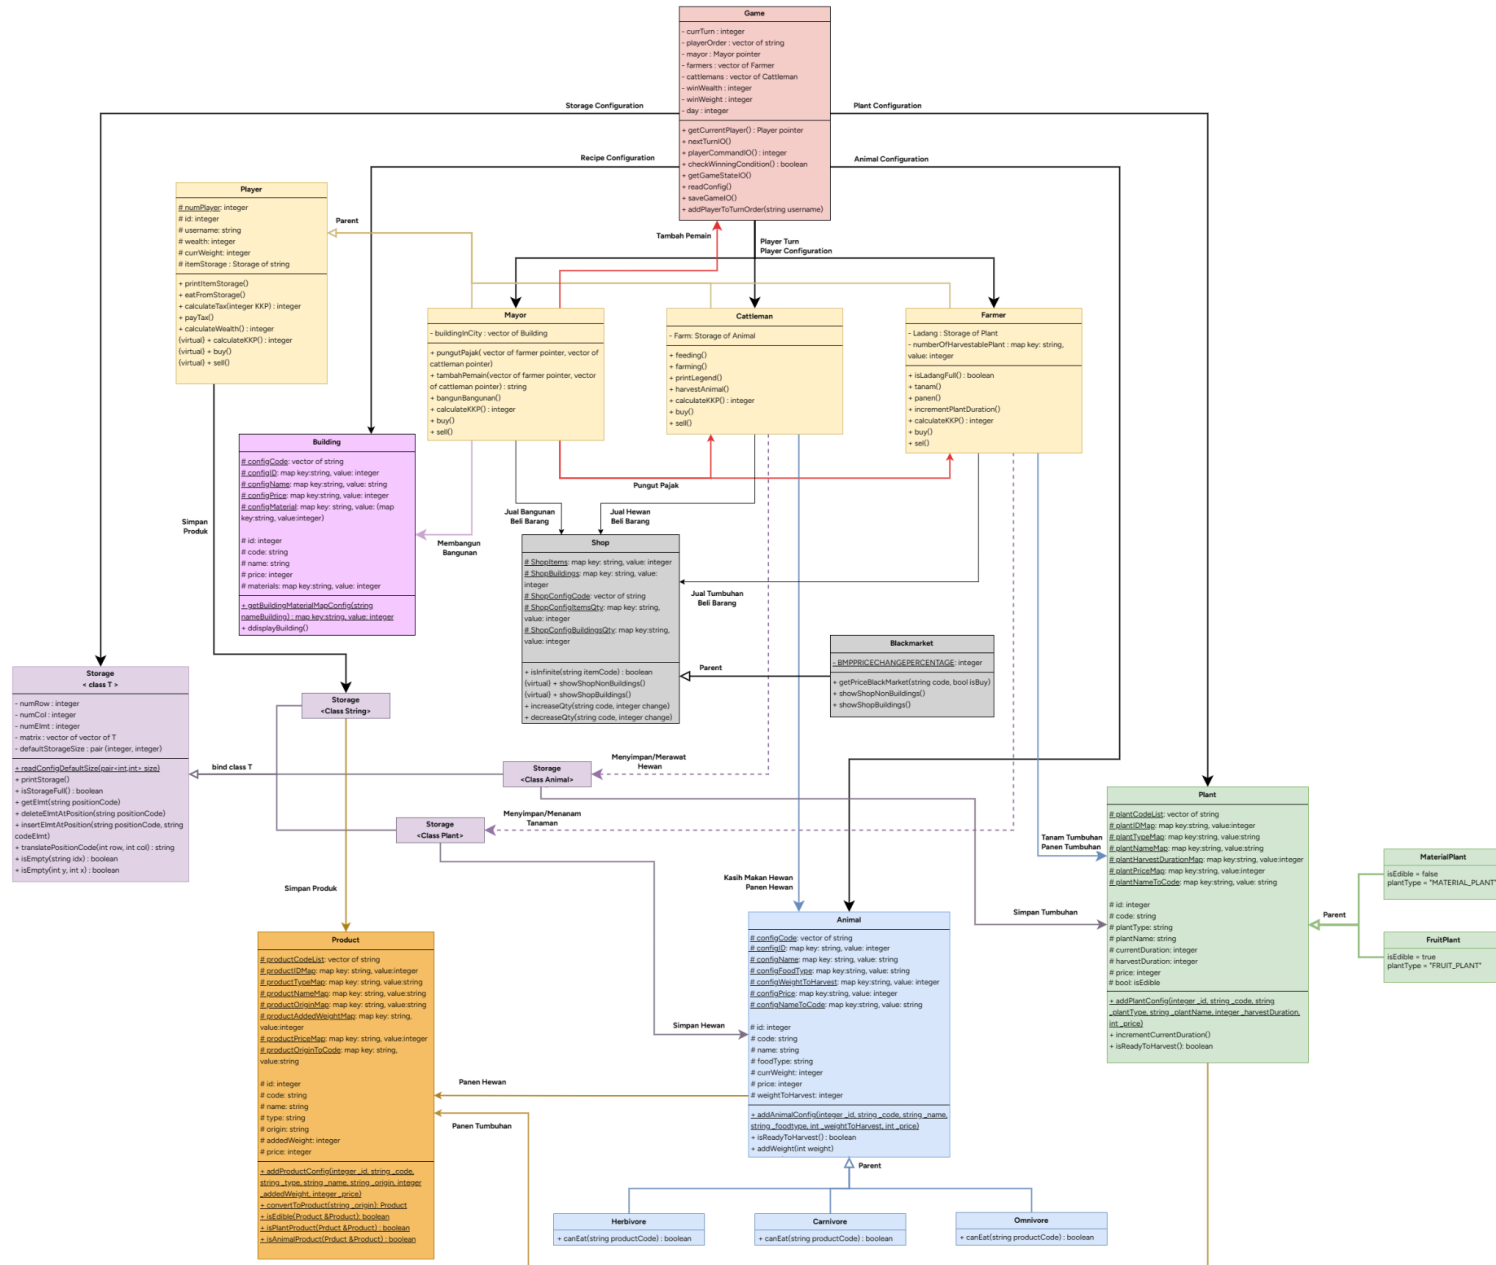 Game
- currTurn : integer
- playerOrder : vector of string
- mayor : Mayor pointer
- farmers : vector of Farmer
- cattlemans : vector of Cattleman
- winWealth : integer
- winWeight : integer
- day : integer
+ getCurrentPlayer() : Player pointer
+ nextTurnIO()
+ playerCommandIO() : integer
+ checkWinningCondition() : boolean
+ getGameStateIO()
+ readConfig()
+ saveGameIO()
+ addPlayerToTurnOrder(string username)
Storage Configuration
Plant Configuration
Recipe Configuration
Animal Configuration
Player
# numPlayer: integer
# id: integer
# username: string
# wealth: integer
# currWeight: integer
# itemStorage : Storage of string
+ printItemStorage()
+ eatFromStorage()
+ calculateTax(integer KKP) : integer
+ payTax()
+ calculateWealth() : integer
(virtual) + calculateKKP() : integer
(virtual) + buy()
(virtual) + sell()
Parent
Tambah Pemain
Player Turn
Player Configuration
Mayor
- buildingInCity : vector of Building
+ pungutPajak( vector of farmer pointer, vector of
cattleman pointer)
+ tambahPemain(vector of farmer pointer, vector
of cattleman pointer) : string
+ bangunBangunan()
+ calculateKKP() : integer
+ buy()
+ sell()
Cattleman
- Farm: Storage of Animal
+ feeding()
+ farming()
+ printLegend()
+ harvestAnimal()
+ calculateKKP() : integer
+ buy()
+ sell()
Farmer
- Ladang : Storage of Plant
- numberOfHarvestablePlant : map key: string,
value: integer
+ isLadangFull() : boolean
+ tanam()
+ panen()
+ incrementPlantDuration()
+ calculateKKP() : integer
+ buy()
+ sel()
Building
# configCode: vector of string
# configID: map key:string, value: integer
# configName: map key:string, value: string
# configPrice: map key:string, value: integer
# configMaterial: map key: string, value: (map
key:string, value:integer)
# id: integer
# code: string
# name: string
# price: integer
# materials: map key:string, value: integer
+ getBuildingMaterialMapConfig(string
nameBuilding) : map key:string, value: integer
+ ddisplayBuilding()
Simpan
Produk
Membangun
Bangunan
Pungut Pajak
Jual Bangunan
Beli Barang
Jual Hewan
Beli Barang
Jual Tumbuhan
Beli Barang
Shop
# ShopItems: map key: string, value: integer
# ShopBuildings: map key: string, value:
integer
# ShopConfigCode: vector of string
# ShopConfigItemsQty: map key: string,
value: integer
# ShopConfigBuildingsQty: map key:string,
value: integer
+ isInfinite(string itemCode) : boolean
(virtual) + showShopNonBuildings()
(virtual) + showShopBuildings()
+ increaseQty(string code, integer change)
+ decreaseQty(string code, integer change)
Parent
Blackmarket
- BMPPRICECHANGEPERCENTAGE: integer
+ getPriceBlackMarket(string code, bool isBuy)
+ showShopNonBuildings()
+ showShopBuildings()
Storage
< class T >
- numRow : integer
- numCol : integer
- numElmt : integer
- matrix : vector of vector of T
- defaultStorageSize : pair (integer, integer)
+ readConfigDefaultSize(pair<int,int> size)
+ printStorage()
+ isStorageFull() : boolean
+ getElmt(string positionCode)
+ deleteElmtAtPosition(string positionCode)
+ insertElmtAtPosition(string positionCode, string
codeElmt)
+ translatePositionCode(int row, int col) : string
+ isEmpty(string idx) : boolean
+ isEmpty(int y, int x) : boolean
Storage
<Class String>
bind class T
Storage
<Class Animal>
Menyimpan/Merawat
Hewan
Storage
<Class Plant>
Menyimpan/Menanam
Tanaman
Simpan Produk
Kasih Makan Hewan
Panen Hewan
Tanam Tumbuhan
Panen Tumbuhan
Simpan Tumbuhan
Simpan Hewan
Plant
# plantCodeList: vector of string
# plantIDMap: map key:string, value:integer
# plantTypeMap: map key:string, value:string
# plantNameMap: map key:string, value:string
# plantHarvestDurationMap: map key:string, value:integer
# plantPriceMap: map key:string, value:integer
# plantNameToCode: map key:string, value: string
# id: integer
# code: string
# plantType: string
# plantName: string
# currentDuration: integer
# harvestDuration: integer
# price: integer
# bool: isEdible
+ addPlantConfig(integer _id, string _code, string
_plantType, string _plantName, integer _harvestDuration,
int _price)
+ incrementCurrentDuration()
+ isReadyToHarvest(): boolean
Parent
MaterialPlant
isEdible = false
plantType = "MATERIAL_PLANT"
FruitPlant
isEdible = true
plantType = "FRUIT_PLANT"
Product
# productCodeList: vector of string
# productIDMap: map key: string, value:integer
# productTypeMap: map key: string, value:string
# productNameMap: map key: string, value:string
# productOriginMap: map key: string, value:string
# productAddedWeightMap: map key: string,
value:integer
# productPriceMap: map key: string, value:integer
# productOriginToCode: map key: string,
value:string
# id: integer
# code: string
# name: string
# type: string
# origin: string
# addedWeight: integer
# price: integer
+ addProductConfig(integer _id, string _code,
string _type, string _name, string _origin, integer
_addedWeight, integer _price)
+ convertToProduct(string _origin): Product
+ isEdible(Product &Product): boolean
+ isPlantProduct(Prduct &Product) : boolean
+ isAnimalProduct(Prduct &Product) : boolean
Panen Hewan
Panen Tumbuhan
Animal
# configCode: vector of string
# configID: map key: string, value: integer
# configName: map key:string, value: string
# configFoodType: map key:string, value: string
# configWeightToHarvest: map key:string, value: integer
# configPrice: map key:string, value: integer
# configNameToCode: map key: string, value: string
# id: integer
# code: string
# name: string
# foodType: string
# currWeight: integer
# price: integer
# weightToHarvest: integer
+ addAnimalConfig(integer _id, string _code, string _name,
string _foodtype, int _weightToHarvest, int _price)
+ isReadyToHarvest() : boolean
+ addWeight(int weight)
Parent
Herbivore
+ canEat(string productCode) : boolean
Carnivore
+ canEat(string productCode) : boolean
Omnivore
+ canEat(string productCode) : boolean